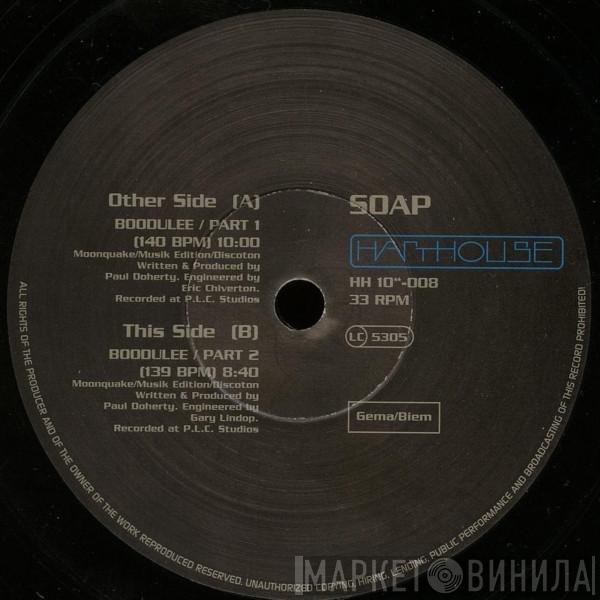 Other Side (A)
BOODULEE / PART 1
(140 BPM) 10:00
Moonquake/Musik Edition/Discoton
Written & Produced by
Paul Doherty. Engineered by
Eric Chiverton.
Recorded at P.L.C. Studios
This Side (B)
BOODULEE / PART 2
(139 BPM) 8:40
Moonquake/Musik Edition/Discoton
Written & Produced by
Paul Doherty. Engineered by
Gary Lindop.
Recorded at P.L.C. Studios
SOAP
HARTHOUSE
HH 10"-008
33 RPM
LC 5305
Gema/Biem
ALL RIGHTS OF THE PRODUCER AND OF THE OWNER OF THE WORK REPRODUCED RESERVED. UNAUTHORIZED COPYING, HIRING, LENDING, PUBLIC PERFORMANCE AND BROADCASTING OF THIS RECORD PROHIBITED!
МАРКЕТ ВИНИЛА